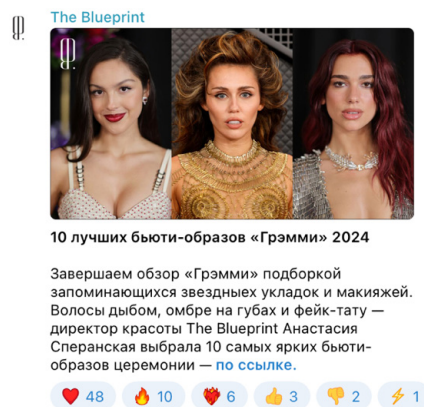 The Blueprint
10 лучших бьюти-образов «Грэмми» 2024
Завершаем обзор «Грэмми» подборкой
запоминающихся звездныех укладок и макияжей.
Волосы дыбом, омбре на губах и фейк-тату —
директор красоты The Blueprint Анастасия
Сперанская выбрала 10 самых ярких бьюти-
образов церемонии — по ссылке.
48 10 6 3 2 1